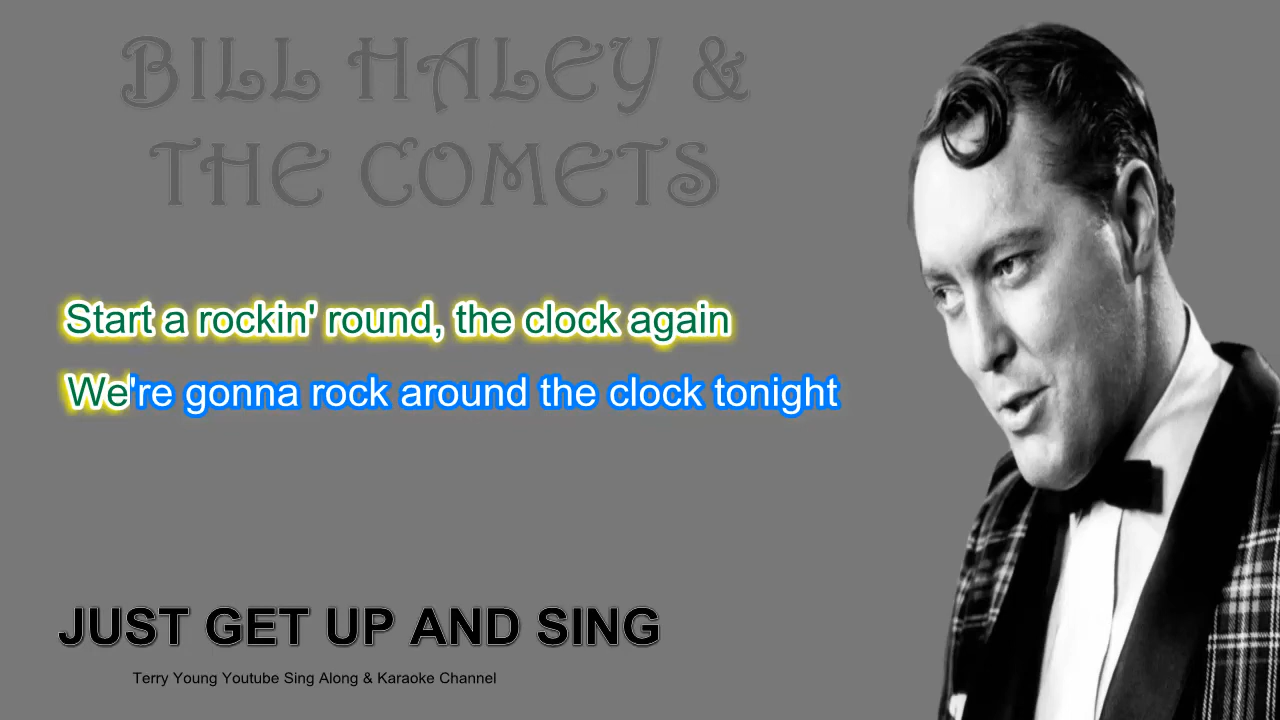 BILL HALEY &
THE COMETS
Start a rockin' round, the clock again
We're gonna rock around the clock tonight
JUST GET UP AND SING
Terry Young Youtube Sing Along & Karaoke Channel